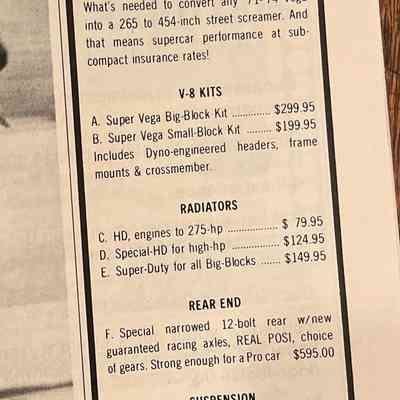 What's needed to convert any '71-'74 Vega
into a 265 to 454-inch street screamer. And
that means supercar performance at sub-
compact insurance rates!
V-8 KITS
A. Super Vega Big-Block Kit .............. $299.95
B. Super Vega Small-Block Kit ......... $199.95
Includes Dyno-engineered headers, frame
mounts & crossmember.
RADIATORS
C. HD, engines to 275-hp .................. $ 79.95
D. Special-HD for high-hp ................. $124.95
E. Super-Duty for all Big-Blocks ....... $149.95
REAR END
F. Special narrowed 12-bolt rear w/new
guaranteed racing axles, REAL POSI, choice
of gears. Strong enough for a Pro car $595.00
SUSPENSION